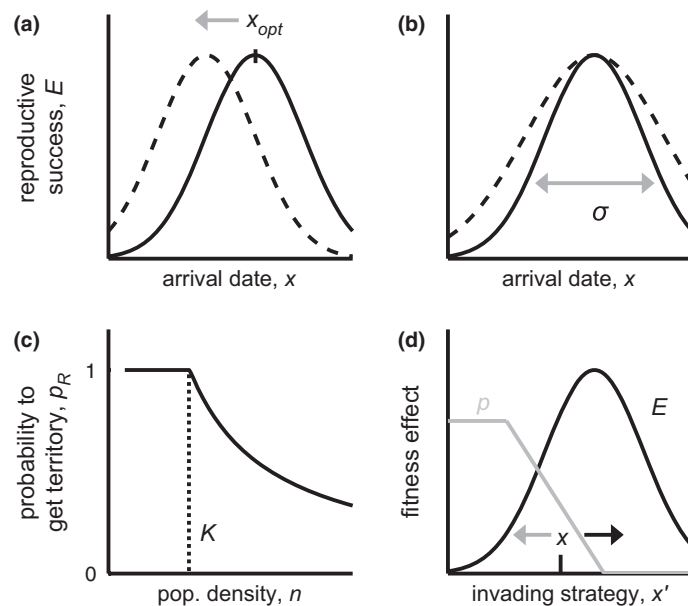 (a)
x_opt
reproductive
success, E
arrival date, x
(b)
σ
arrival date, x
(c)
1
probability to
get territory, p_R
K
0
pop. density, n
(d)
fitness effect
p
E
x
invading strategy, x′